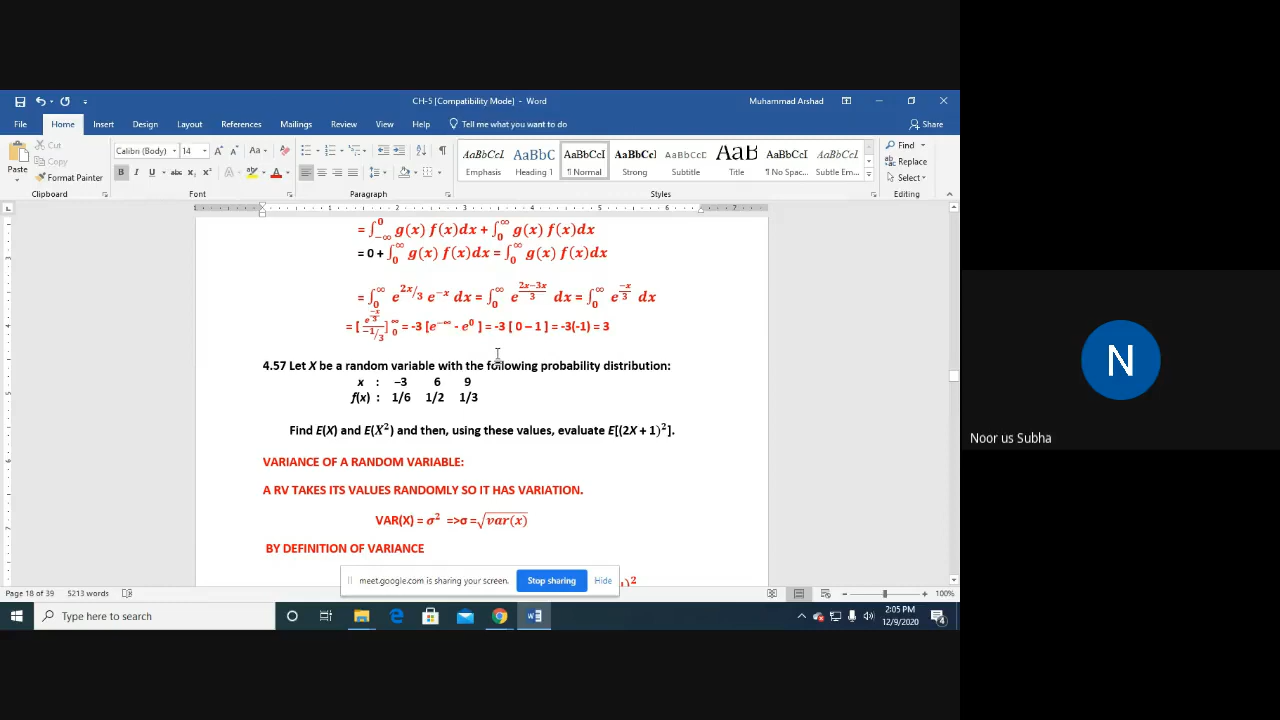 CH-5 [Compatibility Mode] - Word
Muhammad Arshad
File Home Insert Design Layout References Mailings Review View Help Tell me what you want to do Share
Paste Cut Copy Format Painter
Calibri (Body) 14
AaBbCcI AaBbC AaBbCcI AaBbCcI AaBbCcD AaB AaBbCcI AaBbCcI
Emphasis Heading 1 ¶ Normal Strong Subtitle Title ¶ No Spac... Subtle Em...
Find Replace Select
Clipboard Font Paragraph Styles Editing
= ∫_{-∞}^{0} g(x) f(x)dx + ∫_{0}^{∞} g(x) f(x)dx
= 0 + ∫_{0}^{∞} g(x) f(x)dx = ∫_{0}^{∞} g(x) f(x)dx
= ∫_{0}^{∞} e^{2x/3} e^{-x} dx = ∫_{0}^{∞} e^{(2x-3x)/3} dx = ∫_{0}^{∞} e^{-x/3} dx
= [ e^{-x/3} / -1/3 ]_{0}^{∞} = -3 [e^{-∞} - e^{0} ] = -3 [ 0 – 1 ] = -3(-1) = 3
4.57 Let X be a random variable with the following probability distribution:
x : –3 6 9
f(x) : 1/6 1/2 1/3
Find E(X) and E(X²) and then, using these values, evaluate E[(2X + 1)²].
VARIANCE OF A RANDOM VARIABLE:
A RV TAKES ITS VALUES RANDOMLY SO IT HAS VARIATION.
VAR(X) = σ² =>σ =√var(x)
BY DEFINITION OF VARIANCE
meet.google.com is sharing your screen. Stop sharing Hide
Page 18 of 39 5213 words 100%
Type here to search
2:05 PM
12/9/2020
4
N
Noor us Subha